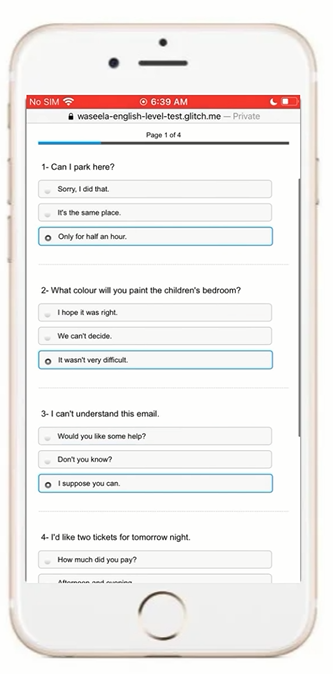 No SIM 6:39 AM
waseela-english-level-test.glitch.me — Private
Page 1 of 4
1- Can I park here?
Sorry, I did that.
It's the same place.
Only for half an hour.
2- What colour will you paint the children's bedroom?
I hope it was right.
We can't decide.
It wasn't very difficult.
3- I can't understand this email.
Would you like some help?
Don't you know?
I suppose you can.
4- I'd like two tickets for tomorrow night.
How much did you pay?
Afternoon and evening